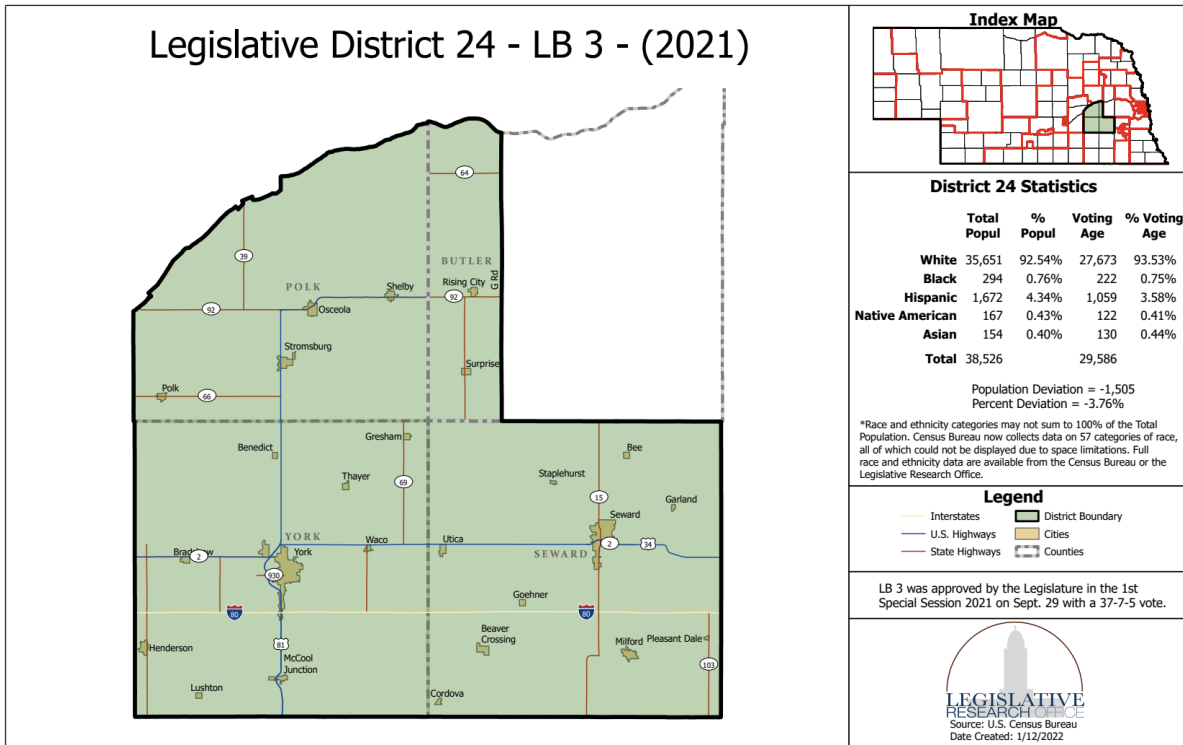 Legislative District 24 - LB 3 - (2021)
64
39
BUTLER
G Rd
POLK
Shelby
Rising City
92
92
Osceola
Stromsburg
Surprise
Polk
66
Gresham
Benedict
Bee
Thayer
Staplehurst
69
15
Garland
Seward
YORK
Waco
Utica
2
34
Bradshaw
2
York
SEWARD
930
Goehner
80
80
Beaver
Crossing
81
Milford
Pleasant Dale
Henderson
McCool
Junction
103
Lushton
Cordova
Index Map
District 24 Statistics
Total Popul % Popul Voting Age % Voting Age
White 35,651 92.54% 27,673 93.53%
Black 294 0.76% 222 0.75%
Hispanic 1,672 4.34% 1,059 3.58%
Native American 167 0.43% 122 0.41%
Asian 154 0.40% 130 0.44%
Total 38,526 29,586
Population Deviation = -1,505
Percent Deviation = -3.76%
*Race and ethnicity categories may not sum to 100% of the Total
Population. Census Bureau now collects data on 57 categories of race,
all of which could not be displayed due to space limitations. Full
race and ethnicity data are available from the Census Bureau or the
Legislative Research Office.
Legend
Interstates District Boundary
U.S. Highways Cities
State Highways Counties
LB 3 was approved by the Legislature in the 1st
Special Session 2021 on Sept. 29 with a 37-7-5 vote.
LEGISLATIVE
RESEARCH OFFICE
Source: U.S. Census Bureau
Date Created: 1/12/2022